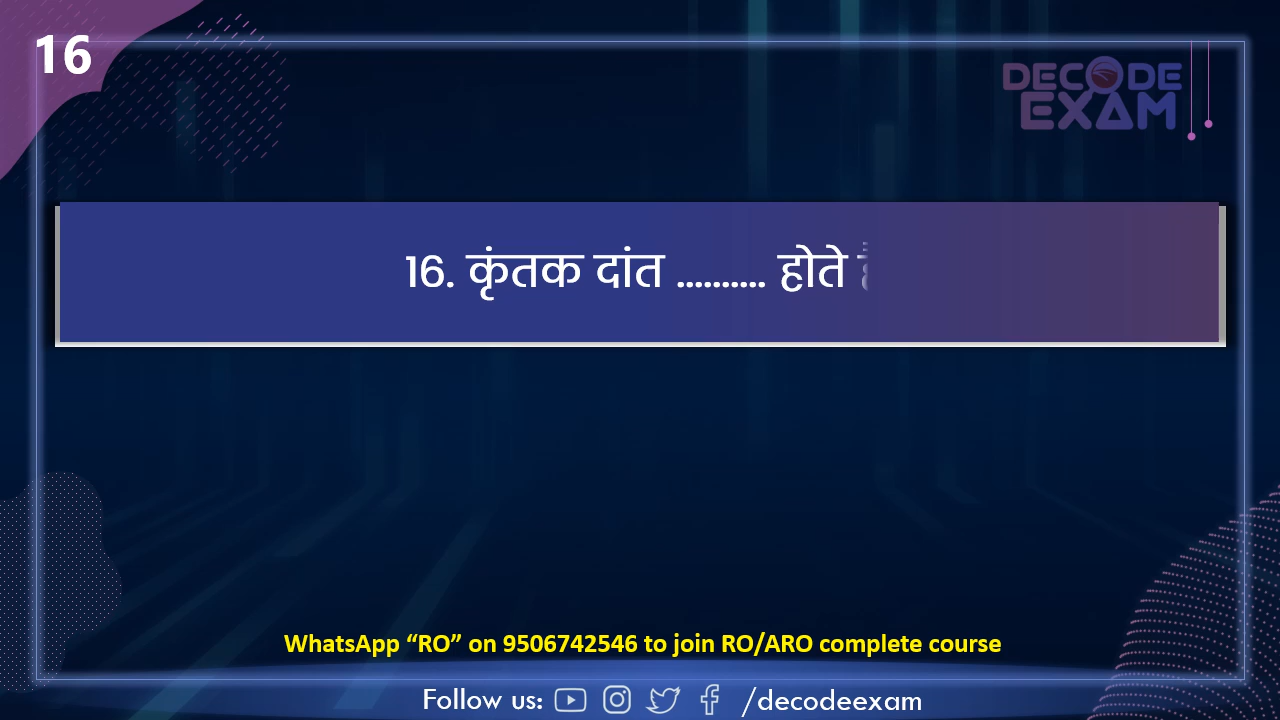 16
DECODE
EXAM
16. कृंतक दांत .......... होते
WhatsApp “RO” on 9506742546 to join RO/ARO complete course
Follow us: /decodeexam